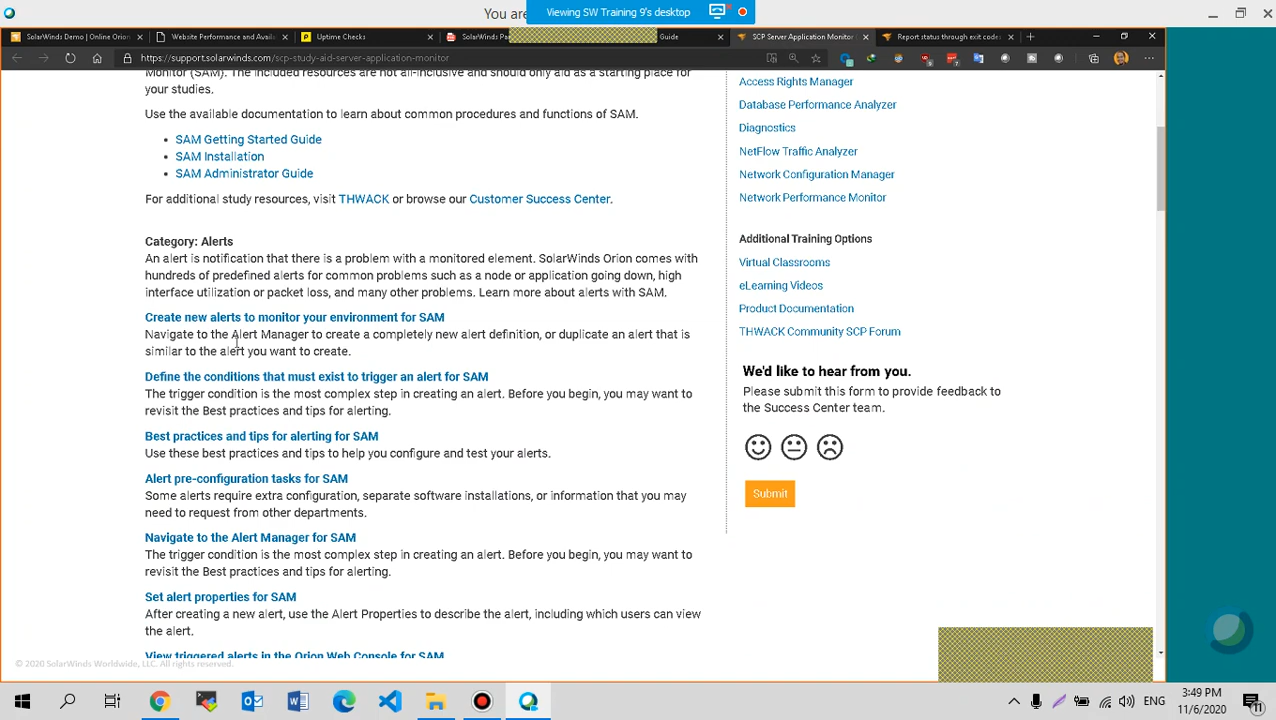 You are
Viewing SW Training 9's desktop
SolarWinds Demo | Online Orion
Website Performance and Availa
Uptime Checks
SolarWinds Pa
Guide
SCP Server Application Monitor
Report status through exit codes
https://support.solarwinds.com/scp-study-aid-server-application-monitor
Monitor (SAM). The included resources are not all-inclusive and should only aid as a starting place for
your studies.
Use the available documentation to learn about common procedures and functions of SAM.
SAM Getting Started Guide
SAM Installation
SAM Administrator Guide
For additional study resources, visit THWACK or browse our Customer Success Center.
Category: Alerts
An alert is notification that there is a problem with a monitored element. SolarWinds Orion comes with
hundreds of predefined alerts for common problems such as a node or application going down, high
interface utilization or packet loss, and many other problems. Learn more about alerts with SAM.
Create new alerts to monitor your environment for SAM
Navigate to the Alert Manager to create a completely new alert definition, or duplicate an alert that is
similar to the alert you want to create.
Define the conditions that must exist to trigger an alert for SAM
The trigger condition is the most complex step in creating an alert. Before you begin, you may want to
revisit the Best practices and tips for alerting.
Best practices and tips for alerting for SAM
Use these best practices and tips to help you configure and test your alerts.
Alert pre-configuration tasks for SAM
Some alerts require extra configuration, separate software installations, or information that you may
need to request from other departments.
Navigate to the Alert Manager for SAM
The trigger condition is the most complex step in creating an alert. Before you begin, you may want to
revisit the Best practices and tips for alerting.
Set alert properties for SAM
After creating a new alert, use the Alert Properties to describe the alert, including which users can view
the alert.
View triggered alerts in the Orion Web Console for SAM
Access Rights Manager
Database Performance Analyzer
Diagnostics
NetFlow Traffic Analyzer
Network Configuration Manager
Network Performance Monitor
Additional Training Options
Virtual Classrooms
eLearning Videos
Product Documentation
THWACK Community SCP Forum
We'd like to hear from you.
Please submit this form to provide feedback to
the Success Center team.
Submit
© 2020 SolarWinds Worldwide, LLC. All rights reserved.
ENG
3:49 PM
11/6/2020